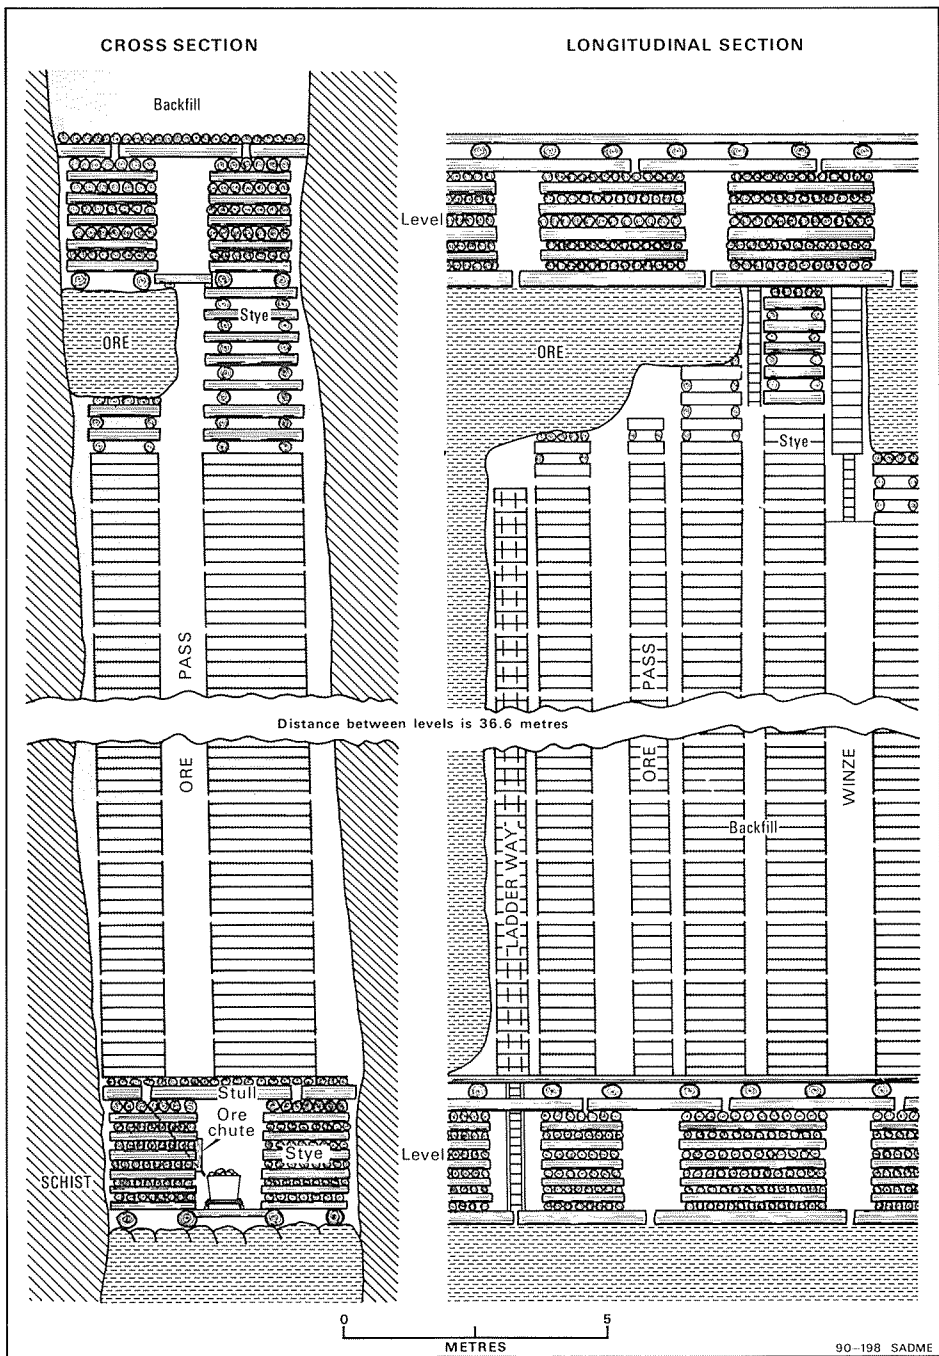 CROSS SECTION
LONGITUDINAL SECTION
Backfill
Level
Stye
ORE
ORE
Stye
PASS
PASS
Distance between levels is 36.6 metres
ORE
ORE
WINZE
Backfill
LADDER WAY
Stull
Ore
chute
Stye
Level
SCHIST
0
5
METRES
90-198 SADME